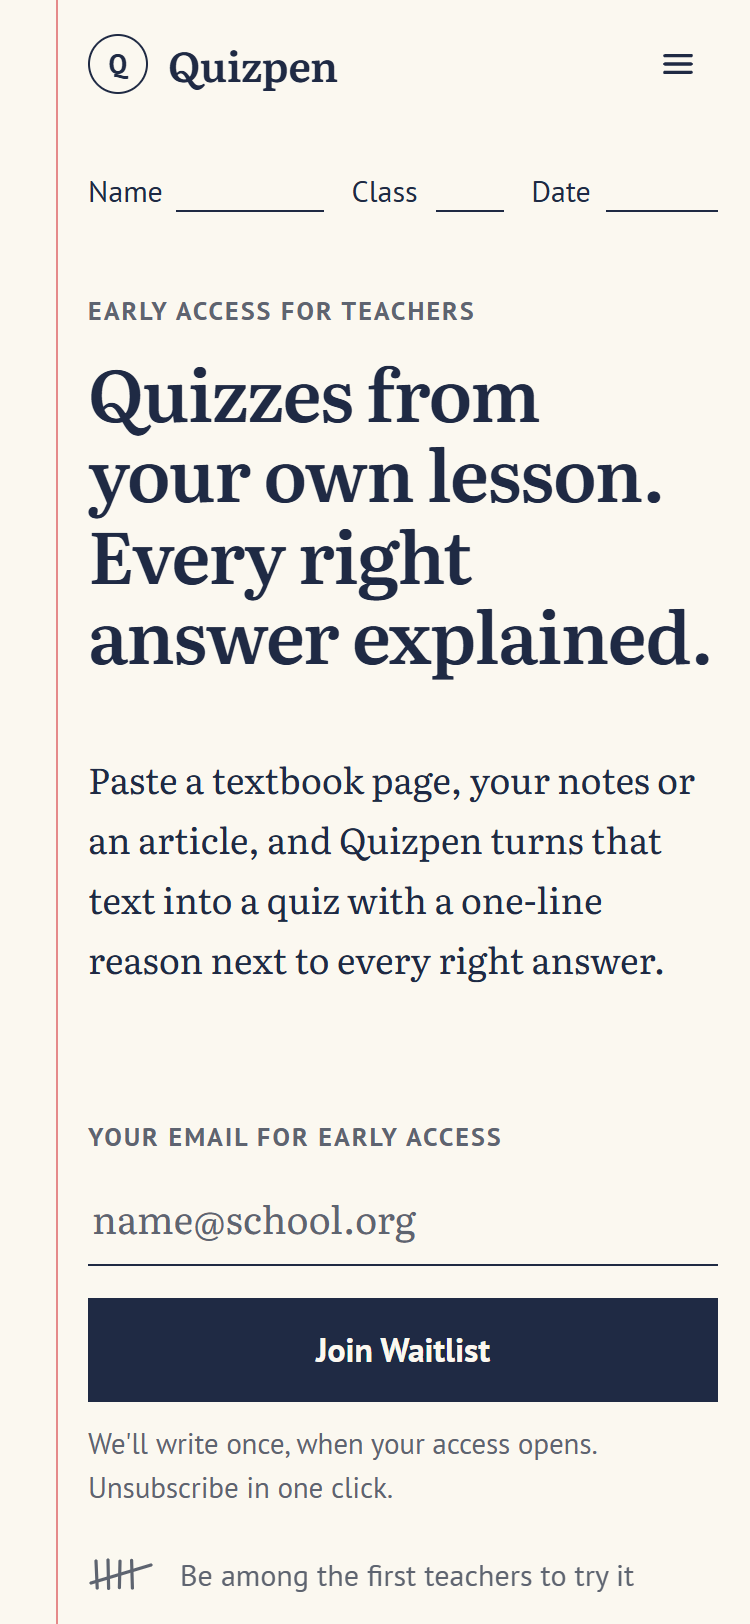 Q Quizpen
Name Class Date
EARLY ACCESS FOR TEACHERS
Quizzes from
your own lesson.
Every right
answer explained.
Paste a textbook page, your notes or
an article, and Quizpen turns that
text into a quiz with a one-line
reason next to every right answer.
YOUR EMAIL FOR EARLY ACCESS
name@school.org
Join Waitlist
We'll write once, when your access opens.
Unsubscribe in one click.
Be among the first teachers to try it